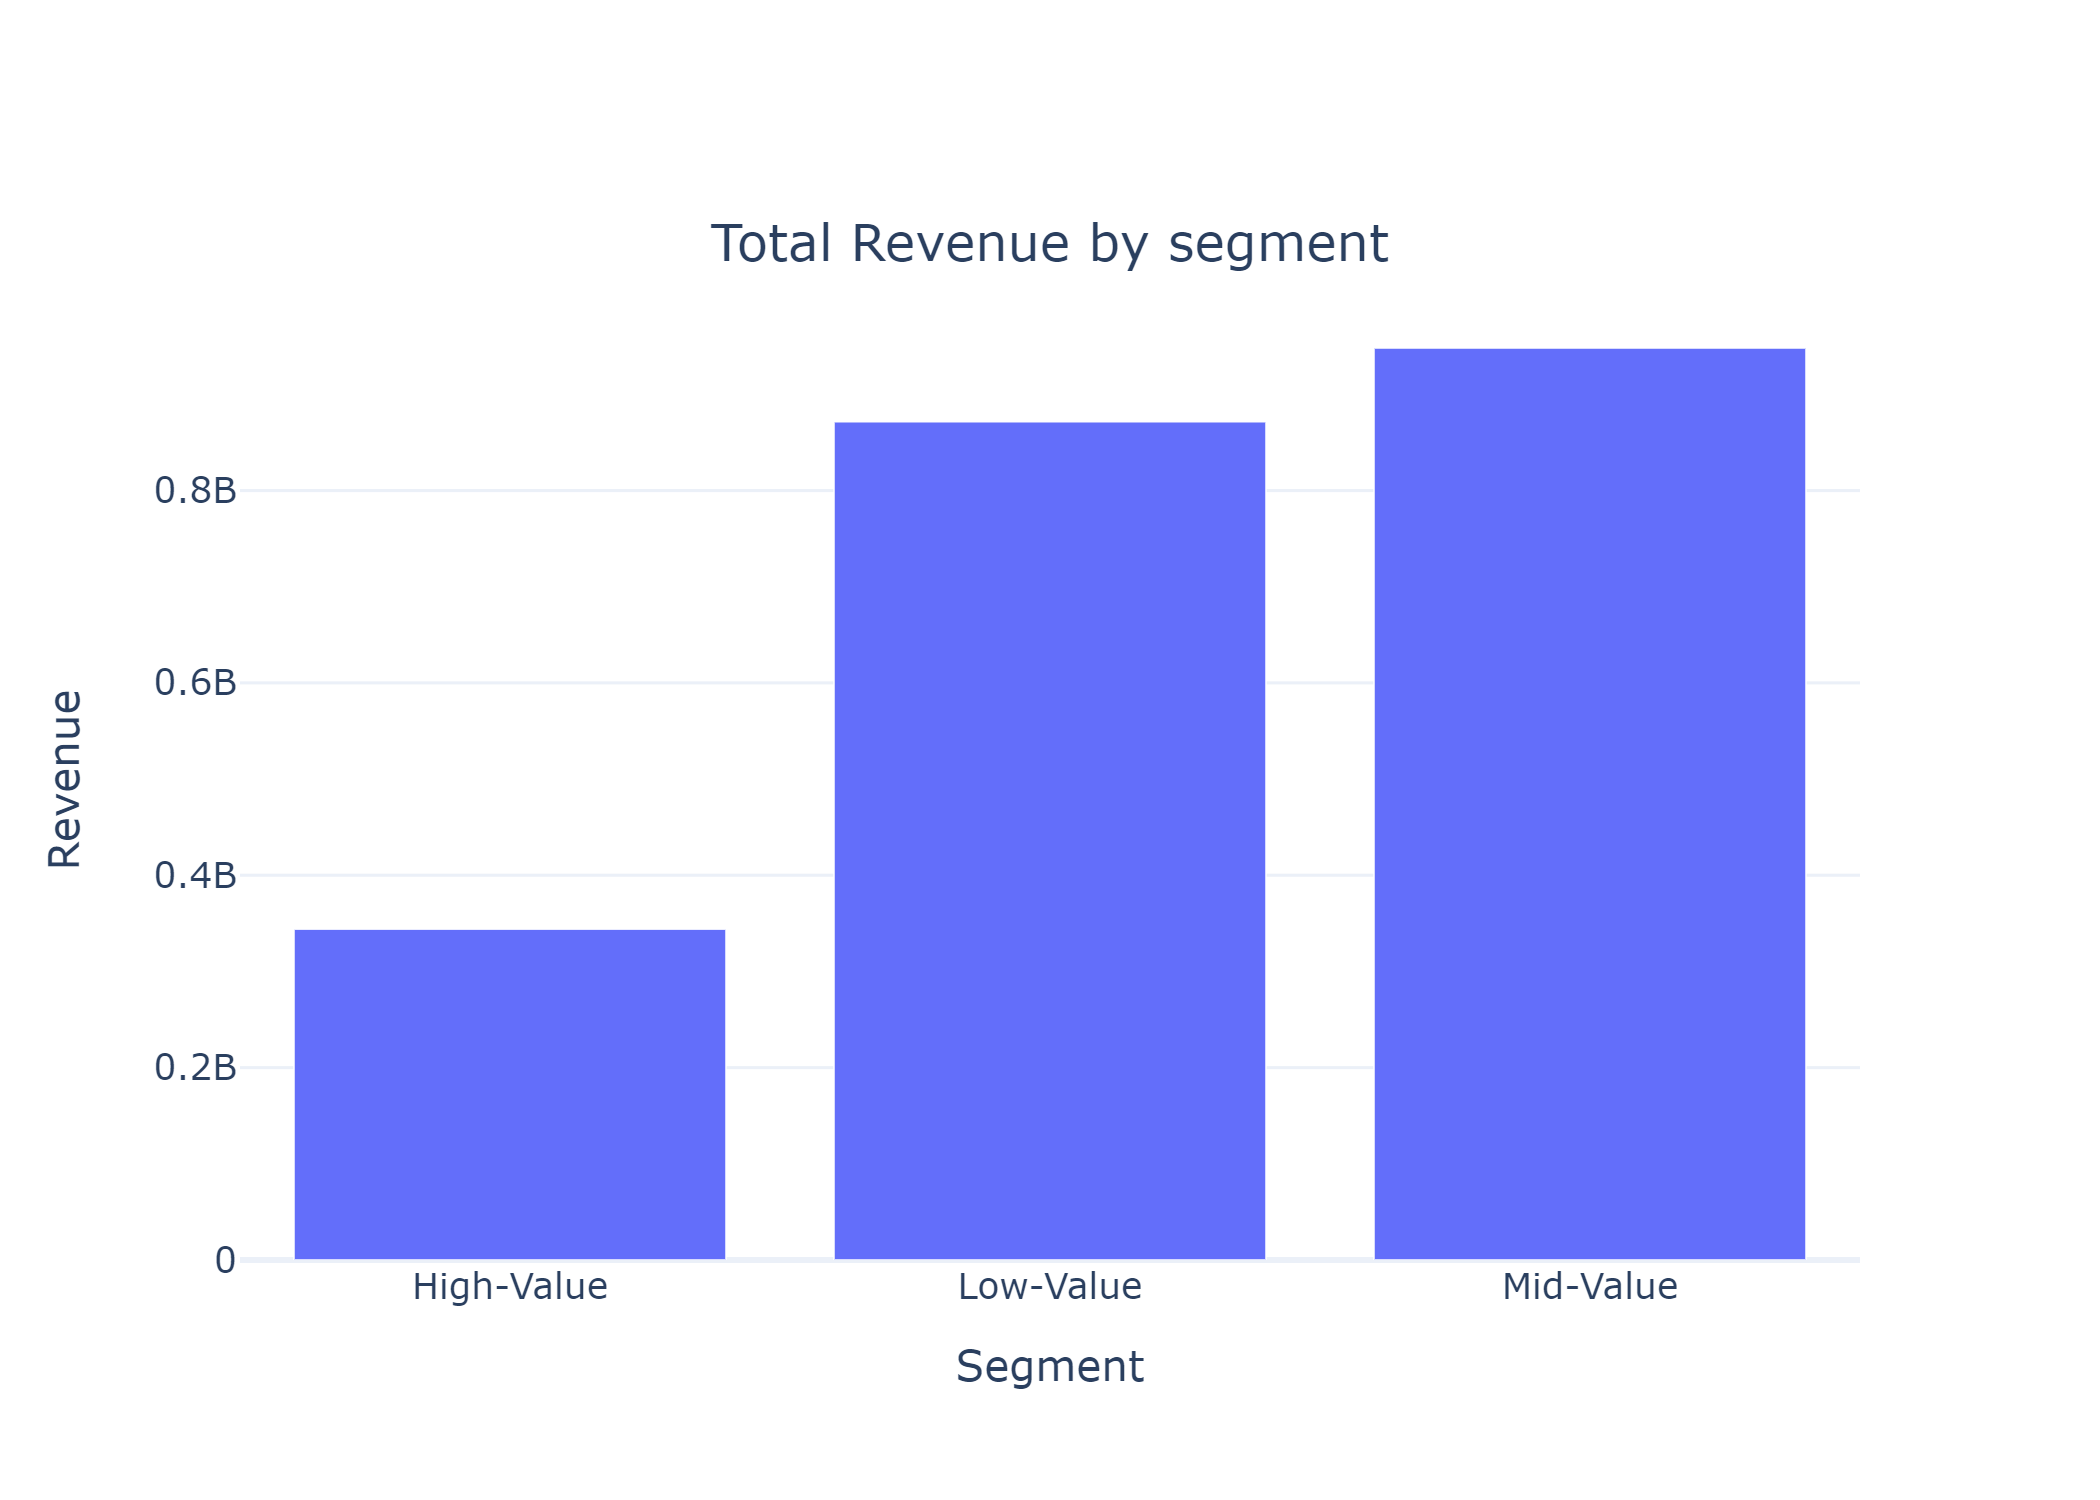 Total Revenue by segment
0.8B
0.6B
0.4B
0.2B
0
Revenue
High-Value
Low-Value
Mid-Value
Segment